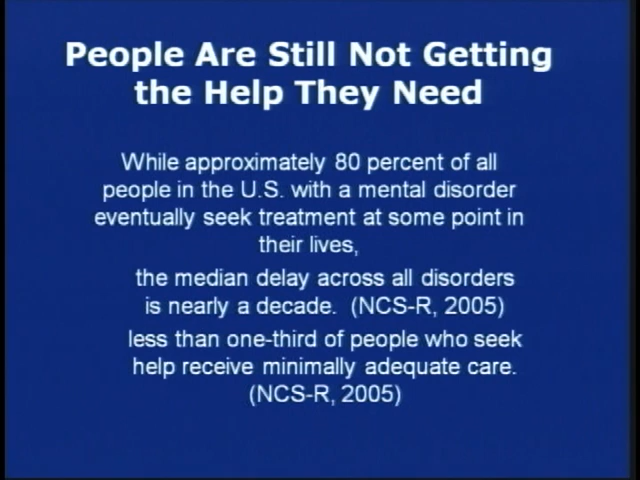 People Are Still Not Getting
the Help They Need
While approximately 80 percent of all
people in the U.S. with a mental disorder
eventually seek treatment at some point in
their lives,
the median delay across all disorders
is nearly a decade. (NCS-R, 2005)
less than one-third of people who seek
help receive minimally adequate care.
(NCS-R, 2005)